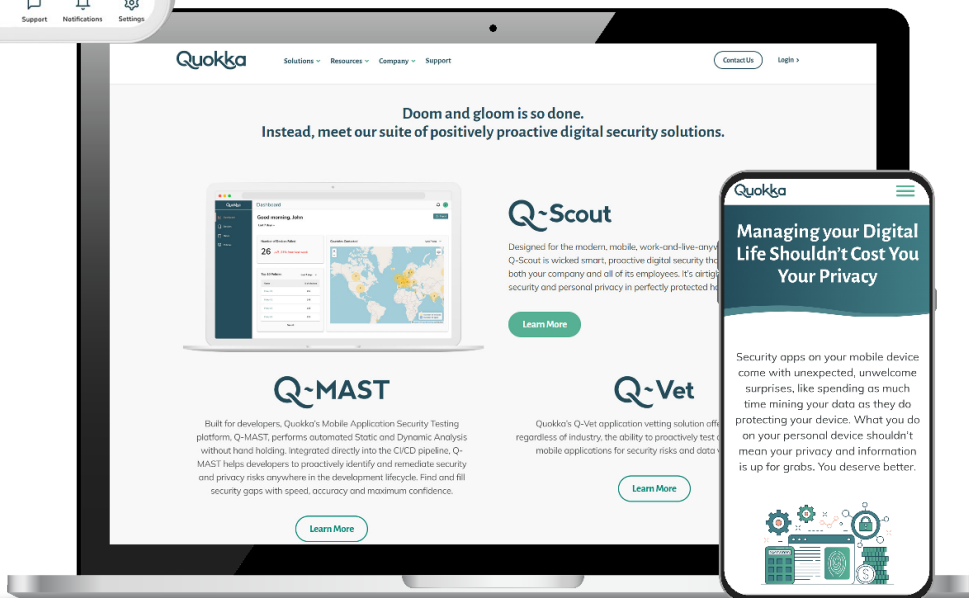 Support Notifications Settings
Quokka Solutions Resources Company Support Contact Us Login >
Doom and gloom is so done.
Instead, meet our suite of positively proactive digital security solutions.
Quokka Dashboard
Good morning, John
26
Q~Scout
Designed for the modern, mobile, work-and-live-any
Q-Scout is wicked smart, proactive digital security
both your company and all of its employees. It's
security and personal privacy in perfectly protected
Learn More
Q~MAST
Built for developers, Quokka's Mobile Application Security Testing
platform, Q-MAST, performs automated Static and Dynamic Analysis
without hand holding. Integrated directly into the CI/CD pipeline, Q-
MAST helps developers to proactively identify and remediate security
and privacy risks anywhere in the development lifecycle. Find and fill
security gaps with speed, accuracy and maximum confidence.
Learn More
Q~Vet
Quokka's Q-Vet application vetting solution
regardless of industry, the ability to proactively test
mobile applications for security risks and data
Learn More
Quokka
Managing your Digital
Life Shouldn't Cost You
Your Privacy
Security apps on your mobile device
come with unexpected, unwelcome
surprises, like spending as much
time mining your data as they do
protecting your device. What you do
on your personal device shouldn't
mean your privacy and information
is up for grabs. You deserve better.